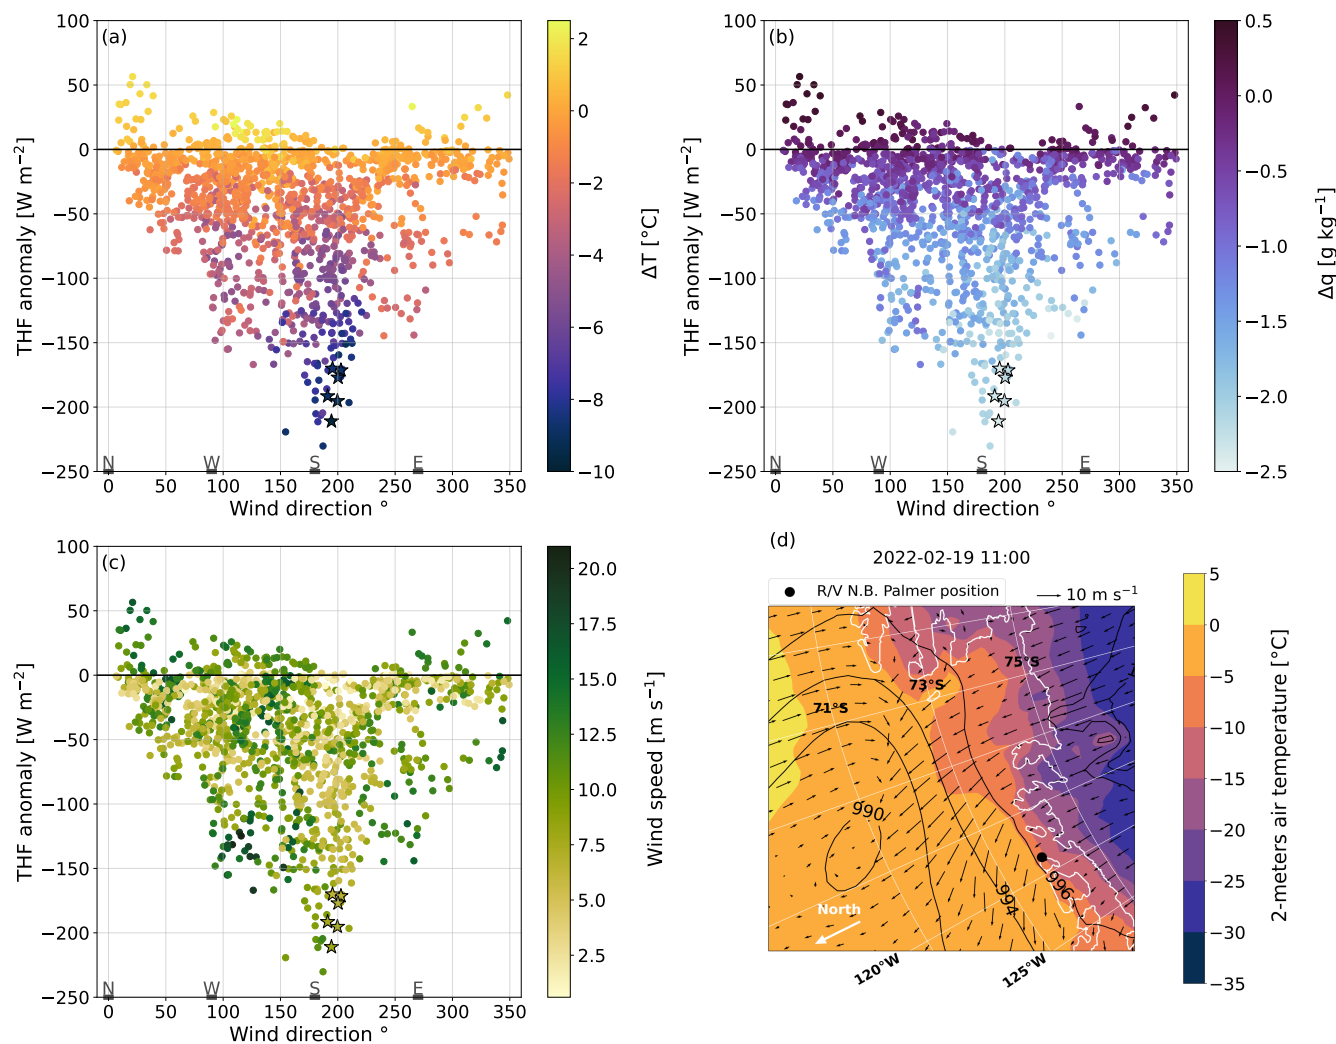 (a)
THF anomaly [W m−2]
100
50
0
−50
−100
−150
−200
−250
N W S E
0 50 100 150 200 250 300 350
Wind direction °
2
0
−2
−4
−6
−8
−10
ΔT [°C]
(b)
THF anomaly [W m−2]
100
50
0
−50
−100
−150
−200
−250
N W S E
0 50 100 150 200 250 300 350
Wind direction °
0.5
0.0
−0.5
−1.0
−1.5
−2.0
−2.5
Δq [g kg−1]
(c)
THF anomaly [W m−2]
100
50
0
−50
−100
−150
−200
−250
N W S E
0 50 100 150 200 250 300 350
Wind direction °
20.0
17.5
15.0
12.5
10.0
7.5
5.0
2.5
Wind speed [m s−1]
(d)
2022-02-19 11:00
R/V N.B. Palmer position
10 m s−1
75°S
73°S
71°S
990
996
994
North
120°W
125°W
5
0
−5
−10
−15
−20
−25
−30
−35
2-meters air temperature [°C]